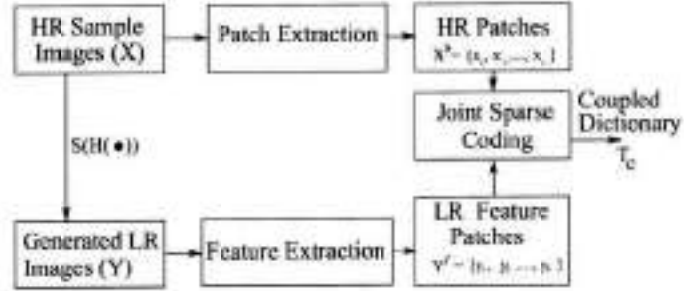 HR Sample
Images (X)
Patch Extraction
HR Patches
Joint Sparse
Coding
Coupled
Dictionary
T_c
S(H(●))
Generated LR
Images (Y)
Feature Extraction
LR Feature
Patches